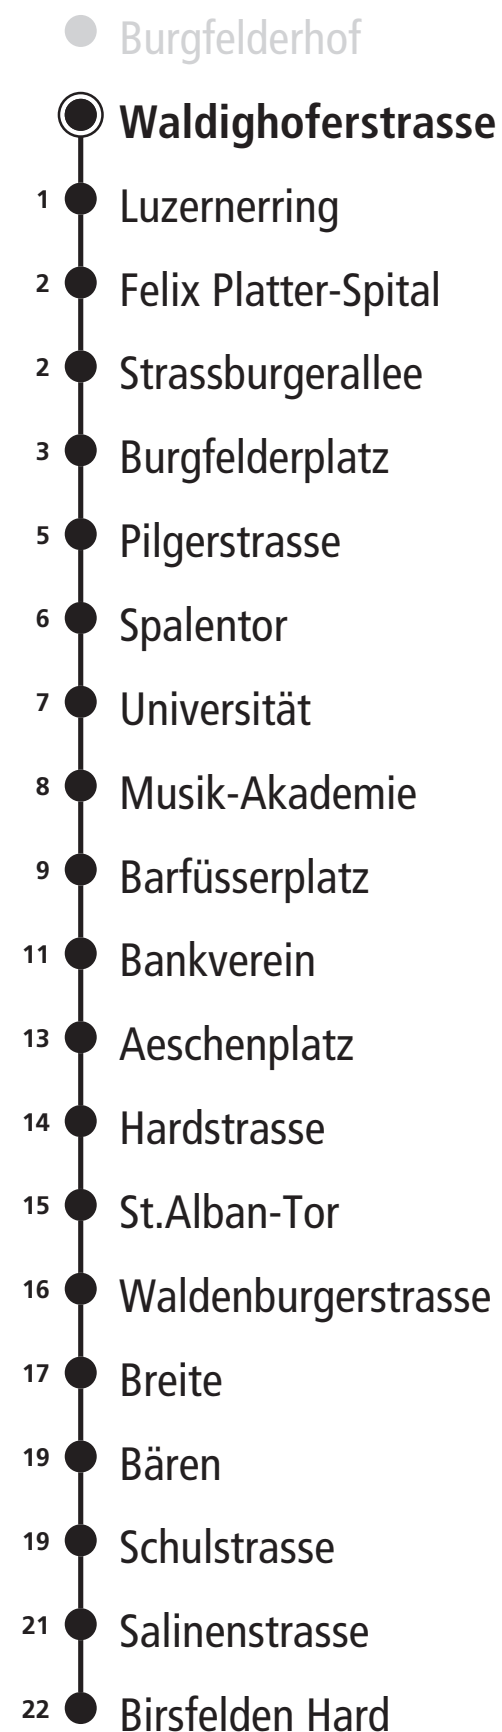 Burgfelderhof
Waldighoferstrasse
1 Luzernerring
2 Felix Platter-Spital
2 Strassburgerallee
3 Burgfelderplatz
5 Pilgerstrasse
6 Spalentor
7 Universität
8 Musik-Akademie
9 Barfüsserplatz
11 Bankverein
13 Aeschenplatz
14 Hardstrasse
15 St.Alban-Tor
16 Waldenburgerstrasse
17 Breite
19 Bären
19 Schulstrasse
21 Salinenstrasse
22 Birsfelden Hard